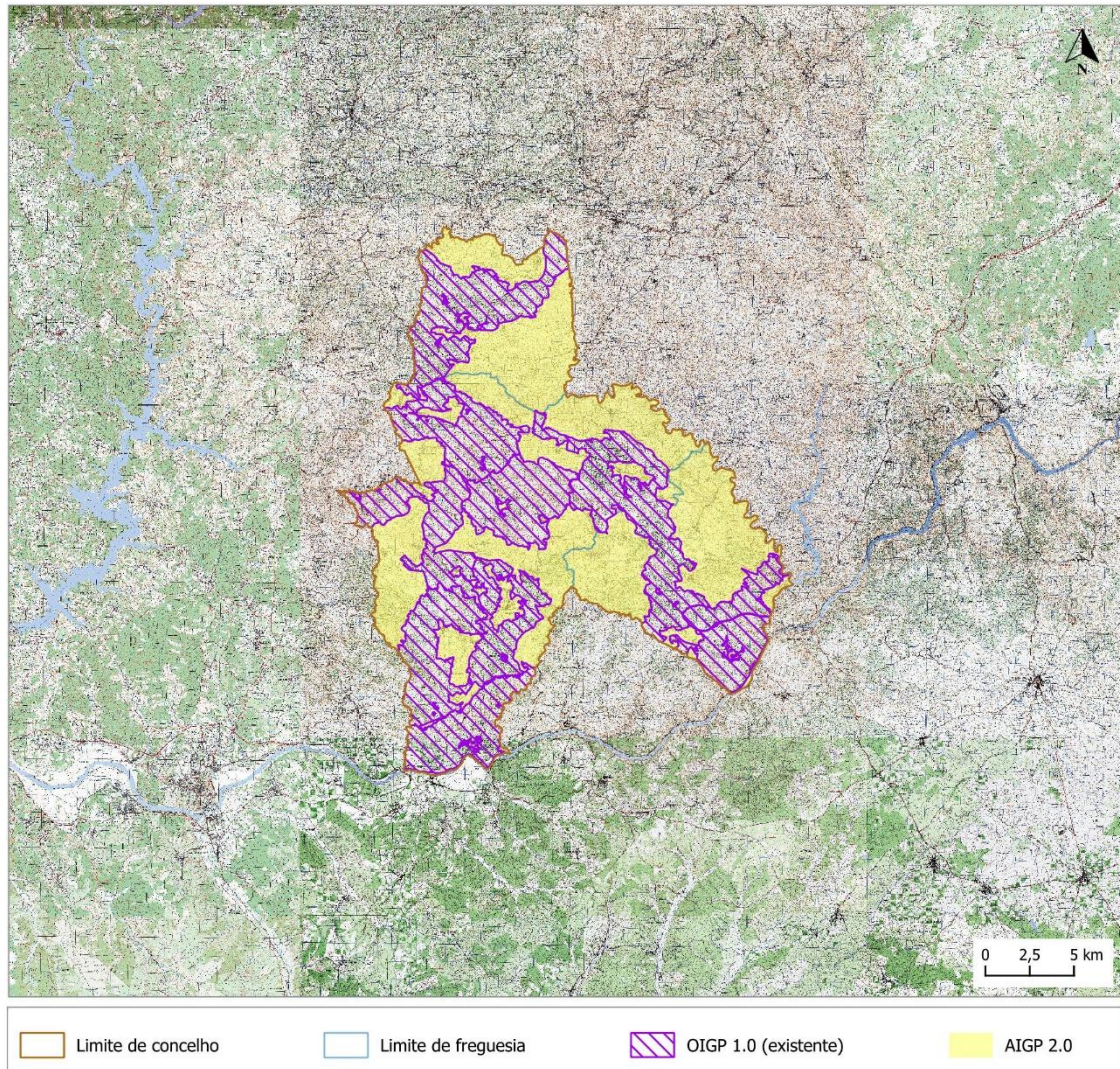 N
0 2,5 5 km
Limite de concelho
Limite de freguesia
OIGP 1.0 (existente)
AIGP 2.0